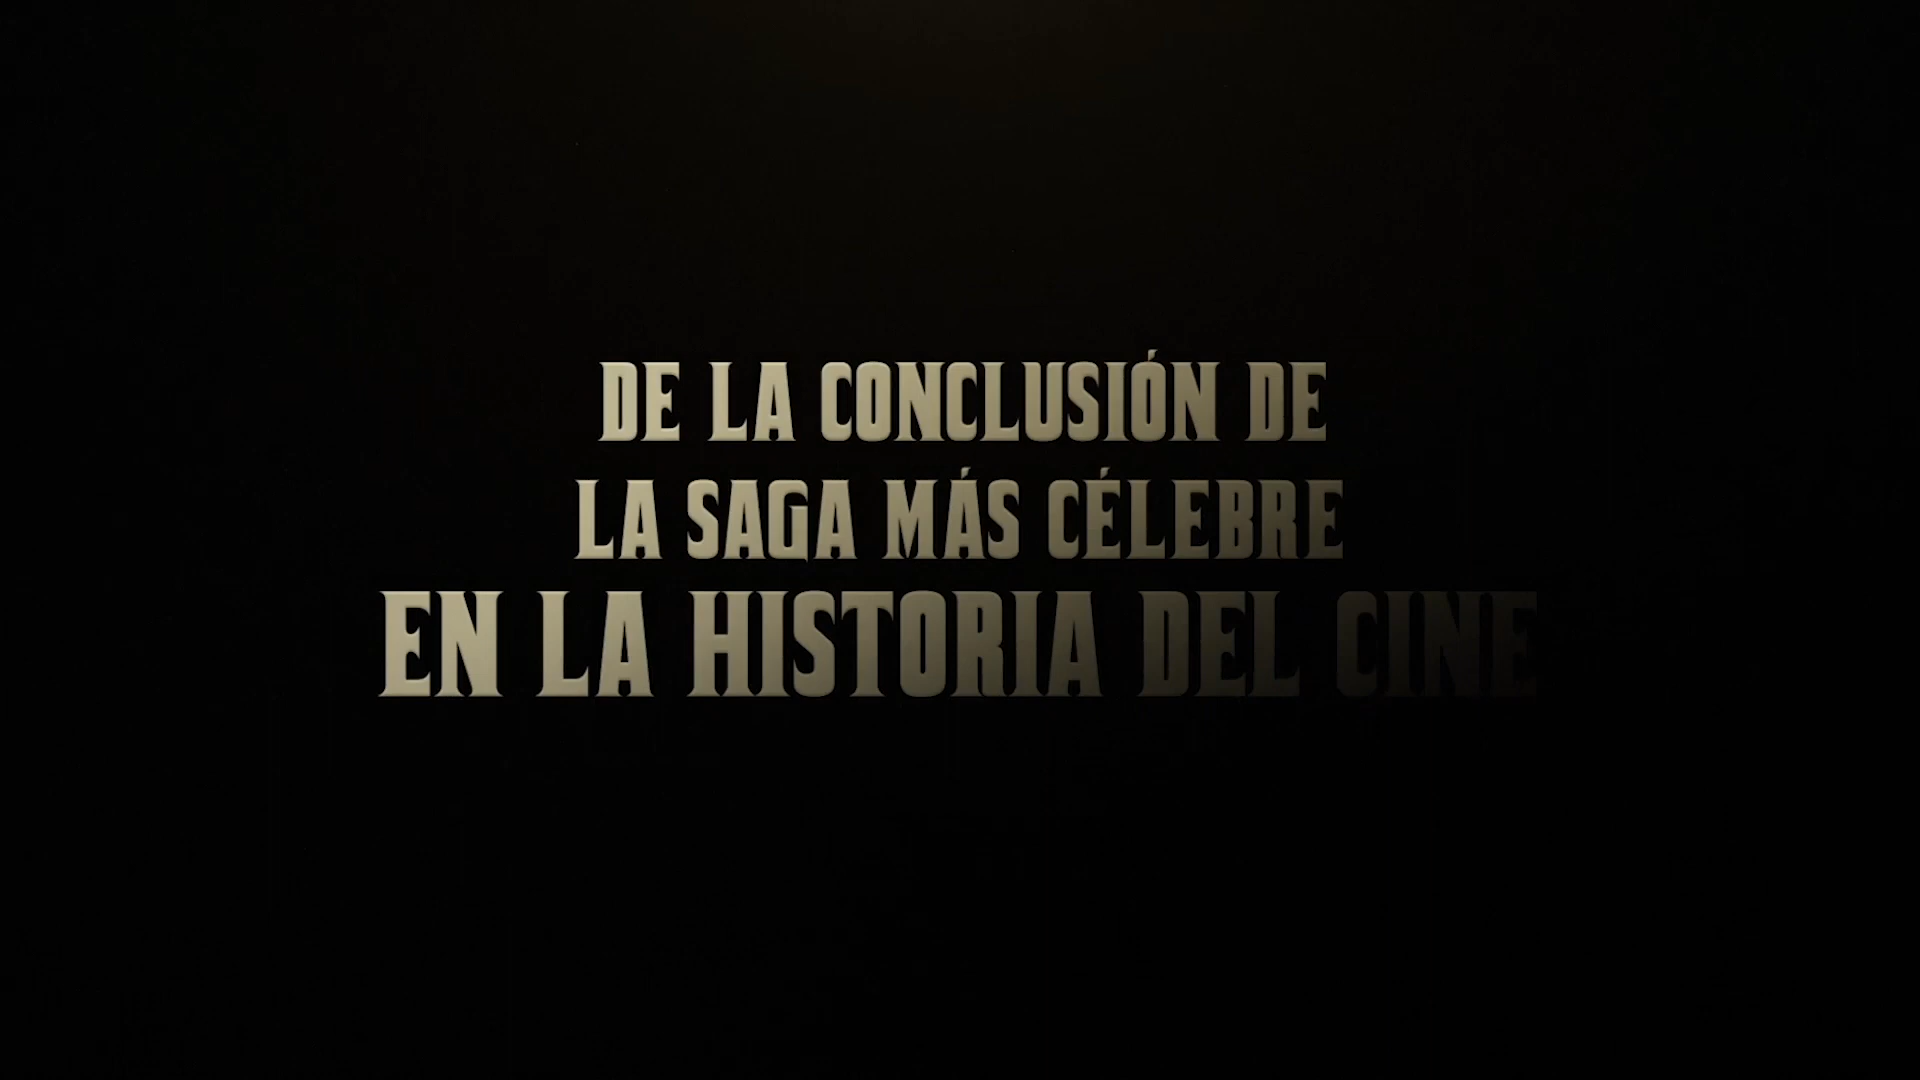 DE LA CONCLUSIÓN DE
LA SAGA MÁS CÉLEBRE
EN LA HISTORIA DEL CINE